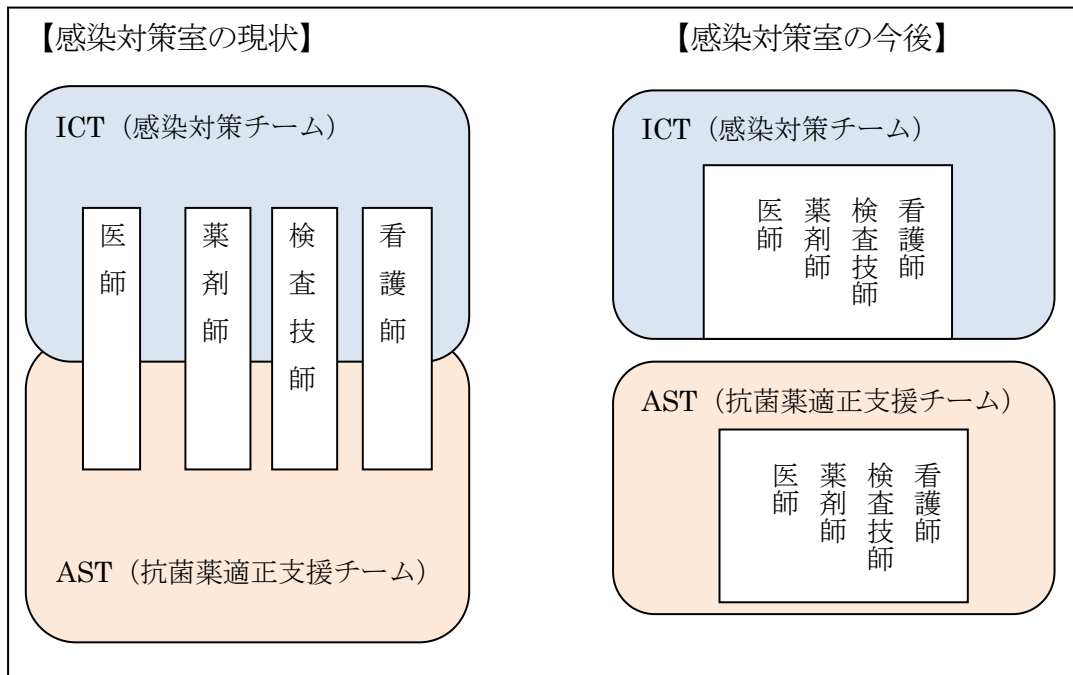 【感染対策室の現状】
ICT（感染対策チーム）
医師
薬剤師
検査技師
看護師
AST（抗菌薬適正支援チーム）
【感染対策室の今後】
ICT（感染対策チーム）
医師
薬剤師
検査技師
看護師
AST（抗菌薬適正支援チーム）
医師
薬剤師
検査技師
看護師